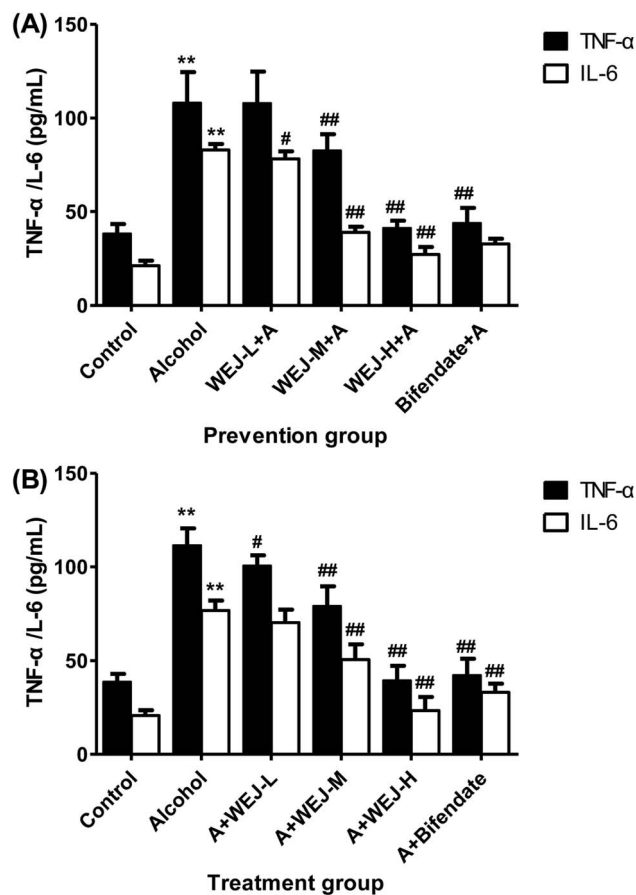 (A)
TNF-α /L-6 (pg/mL)
150
100
50
0
** ** # ## ## ## ## ##
TNF-α
IL-6
Control
Alcohol
WEJ-L+A
WEJ-M+A
WEJ-H+A
Bifendate+A
Prevention group
(B)
TNF-α /L-6 (pg/mL)
150
100
50
0
** ** # ## ## ## ## ## ##
TNF-α
IL-6
Control
Alcohol
A+WEJ-L
A+WEJ-M
A+WEJ-H
A+Bifendate
Treatment group